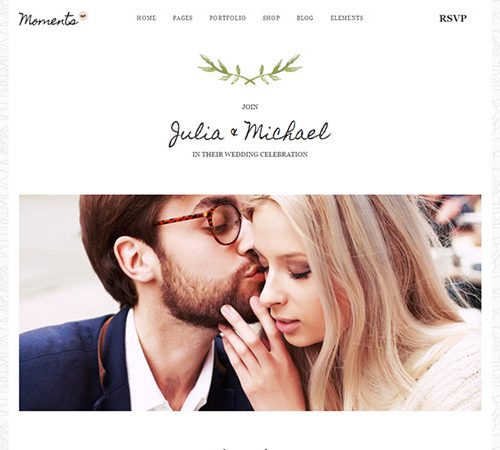 Moments
HOME PAGES PORTFOLIO SHOP BLOG ELEMENTS
RSVP
JOIN
Julia & Michael
IN THEIR WEDDING CELEBRATION